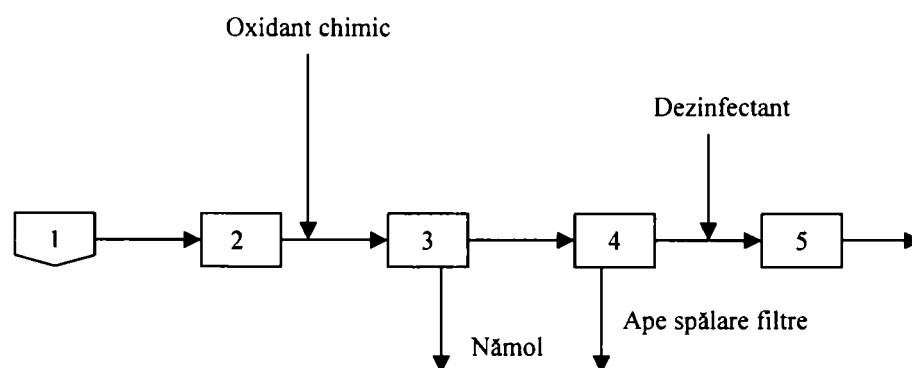 Oxidant chimic
Dezinfectant
1
2
3
4
5
Nămol
Ape spălare filtre